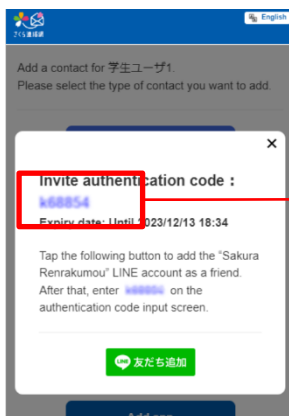 さくら連絡網
English
Add a contact for 学生ユーザ1.
Please select the type of contact you want to add.
×
Invite authentication code :
k68854
Expiry date: Until 2023/12/13 18:34
Tap the following button to add the "Sakura
Renrakumou" LINE account as a friend.
After that, enter k68854 on the
authentication code input screen.
LINE
友だち追加
Add app